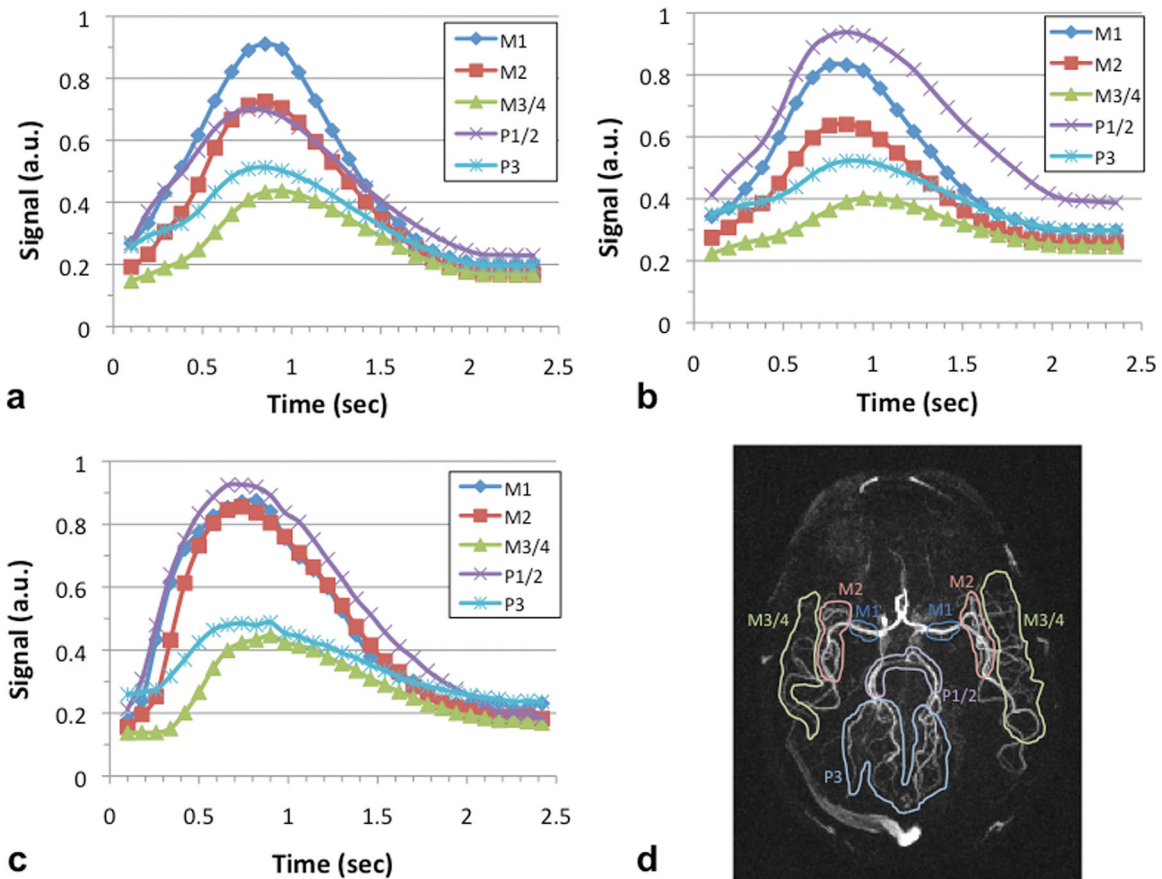 1
0.8
0.6
0.4
0.2
0
Signal (a.u.)
0 0.5 1 1.5 2 2.5
Time (sec)
M1
M2
M3/4
P1/2
P3
a
1
0.8
0.6
0.4
0.2
0
Signal (a.u.)
0 0.5 1 1.5 2 2.5
Time (sec)
M1
M2
M3/4
P1/2
P3
b
1
0.8
0.6
0.4
0.2
0
Signal (a.u.)
0 0.5 1 1.5 2 2.5
Time (sec)
M1
M2
M3/4
P1/2
P3
c
M2 M2
M3/4 M1 M1 M3/4
P1/2
P3
d